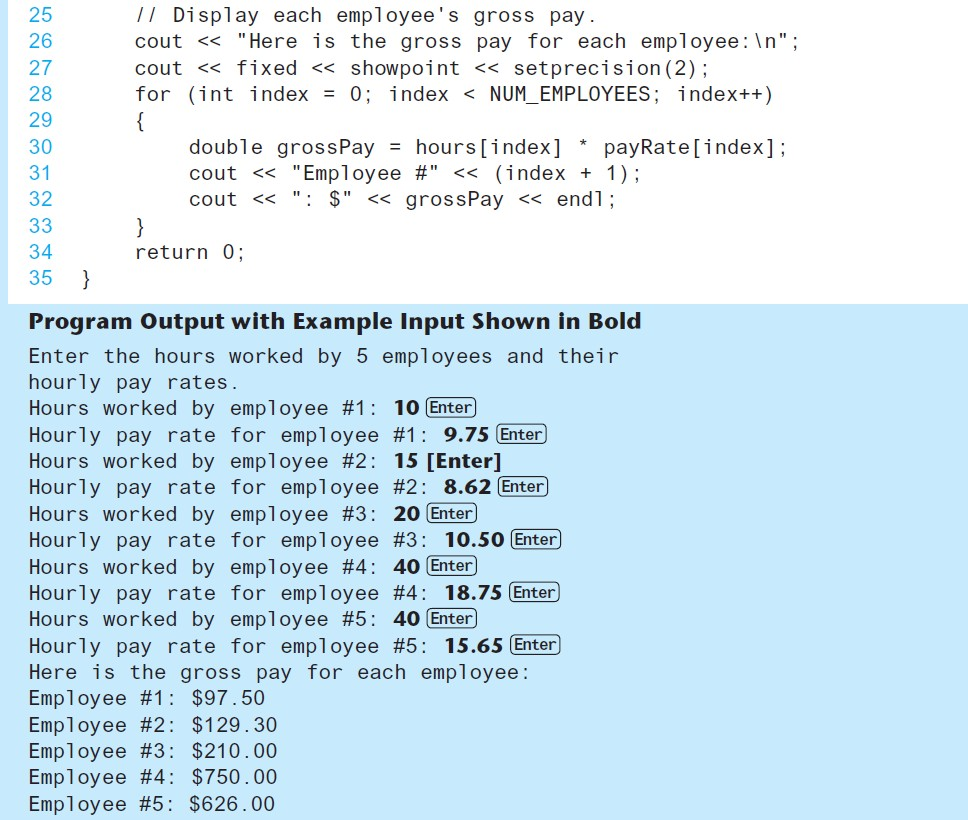 25 // Display each employee's gross pay.
26 cout << "Here is the gross pay for each employee:\n";
27 cout << fixed << showpoint << setprecision(2);
28 for (int index = 0; index < NUM_EMPLOYEES; index++)
29 {
30 double grossPay = hours[index] * payRate[index];
31 cout << "Employee #" << (index + 1);
32 cout << ": $" << grossPay << endl;
33 }
34 return 0;
35 }
Program Output with Example Input Shown in Bold
Enter the hours worked by 5 employees and their
hourly pay rates.
Hours worked by employee #1: 10 Enter
Hourly pay rate for employee #1: 9.75 Enter
Hours worked by employee #2: 15 [Enter]
Hourly pay rate for employee #2: 8.62 Enter
Hours worked by employee #3: 20 Enter
Hourly pay rate for employee #3: 10.50 Enter
Hours worked by employee #4: 40 Enter
Hourly pay rate for employee #4: 18.75 Enter
Hours worked by employee #5: 40 Enter
Hourly pay rate for employee #5: 15.65 Enter
Here is the gross pay for each employee:
Employee #1: $97.50
Employee #2: $129.30
Employee #3: $210.00
Employee #4: $750.00
Employee #5: $626.00